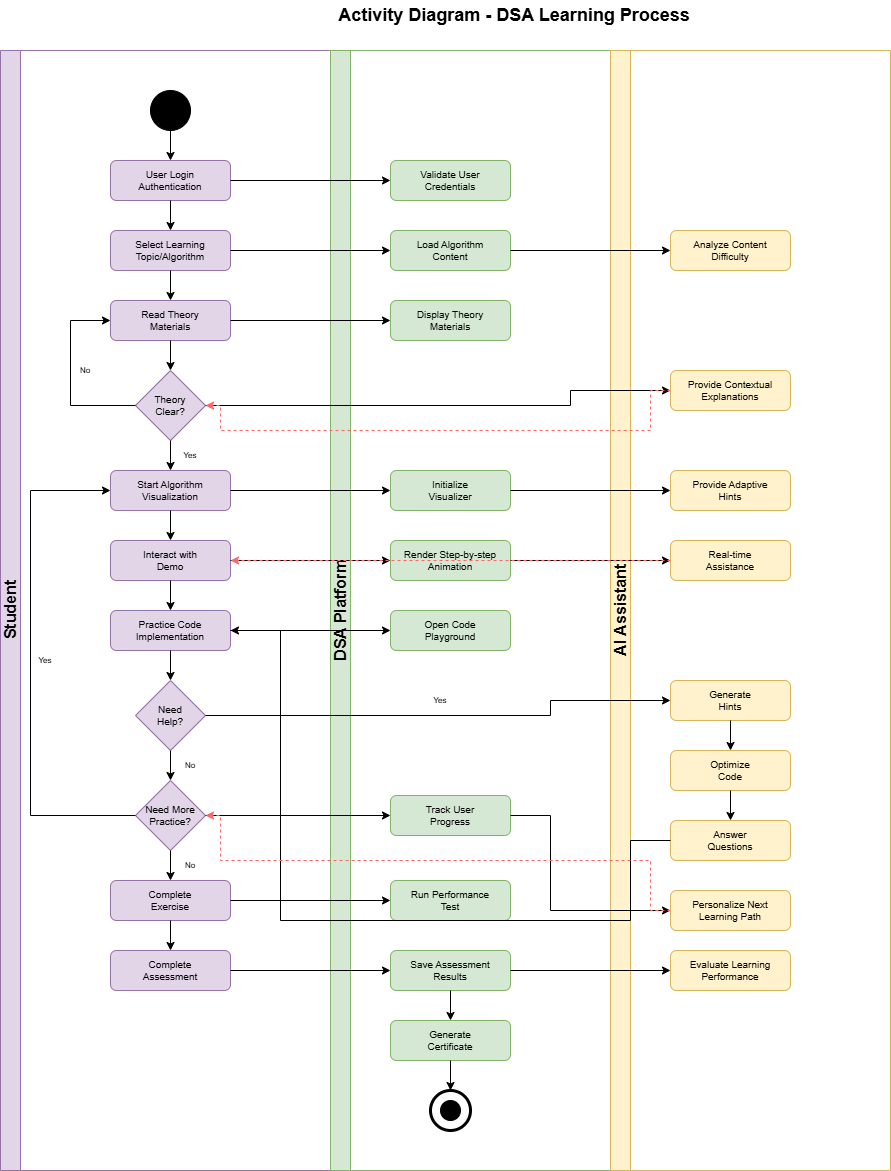 Activity Diagram - DSA Learning Process
Student
DSA Platform
AI Assistant
User Login
Authentication
Validate User
Credentials
Select Learning
Topic/Algorithm
Load Algorithm
Content
Analyze Content
Difficulty
Read Theory
Materials
Display Theory
Materials
No
Theory
Clear?
Provide Contextual
Explanations
Yes
Start Algorithm
Visualization
Initialize
Visualizer
Provide Adaptive
Hints
Interact with
Demo
Render Step-by-step
Animation
Real-time
Assistance
Practice Code
Implementation
Open Code
Playground
Yes
Need
Help?
Yes
Generate
Hints
No
Optimize
Code
Need More
Practice?
Track User
Progress
Answer
Questions
No
Complete
Exercise
Run Performance
Test
Personalize Next
Learning Path
Complete
Assessment
Save Assessment
Results
Evaluate Learning
Performance
Generate
Certificate